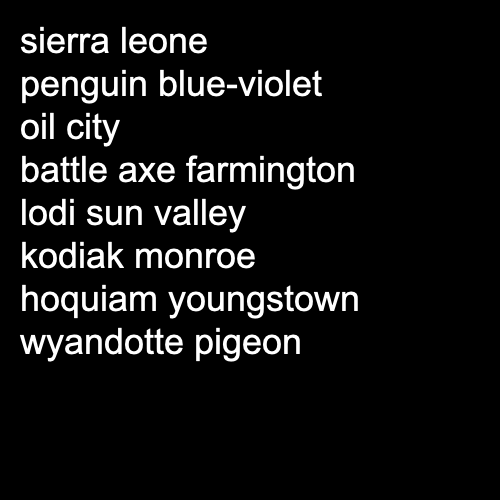 sierra leone
penguin blue-violet
oil city
battle axe farmington
lodi sun valley
kodiak monroe
hoquiam youngstown
wyandotte pigeon